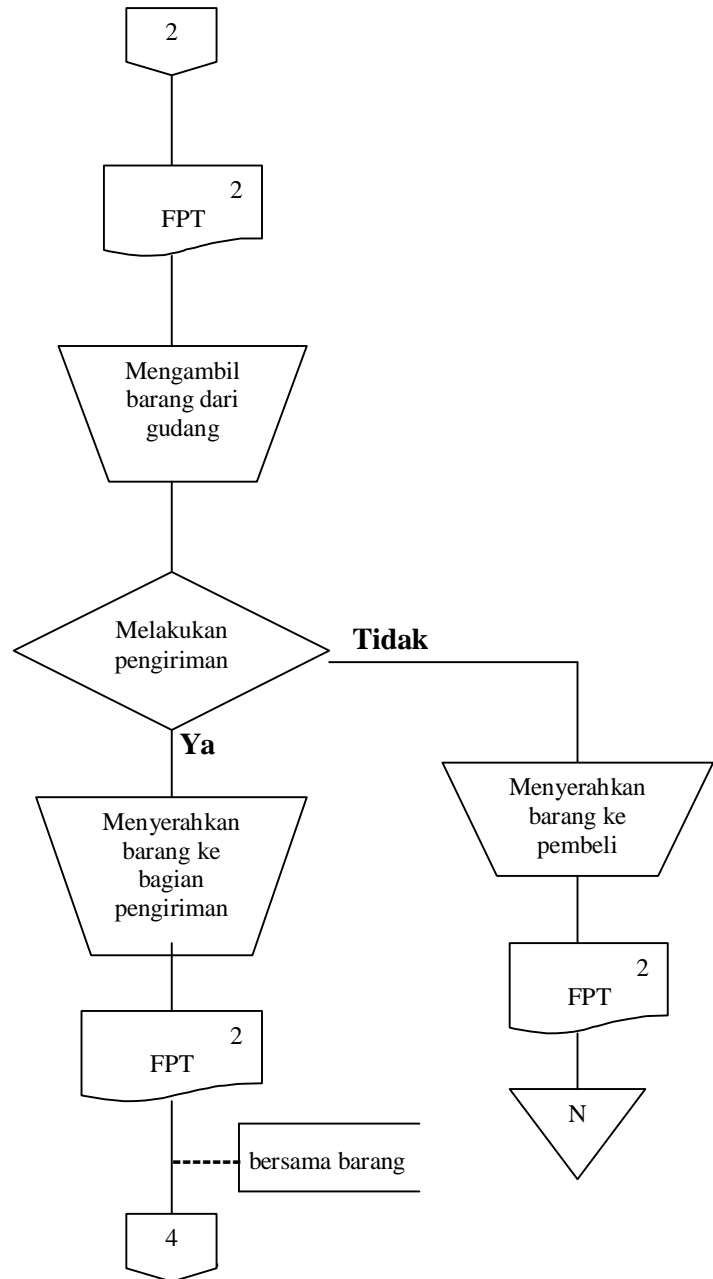 2
2
FPT
Mengambil
barang dari
gudang
Melakukan
pengiriman
Tidak
Ya
Menyerahkan
barang ke
bagian
pengiriman
Menyerahkan
barang ke
pembeli
2
FPT
2
FPT
N
bersama barang
4